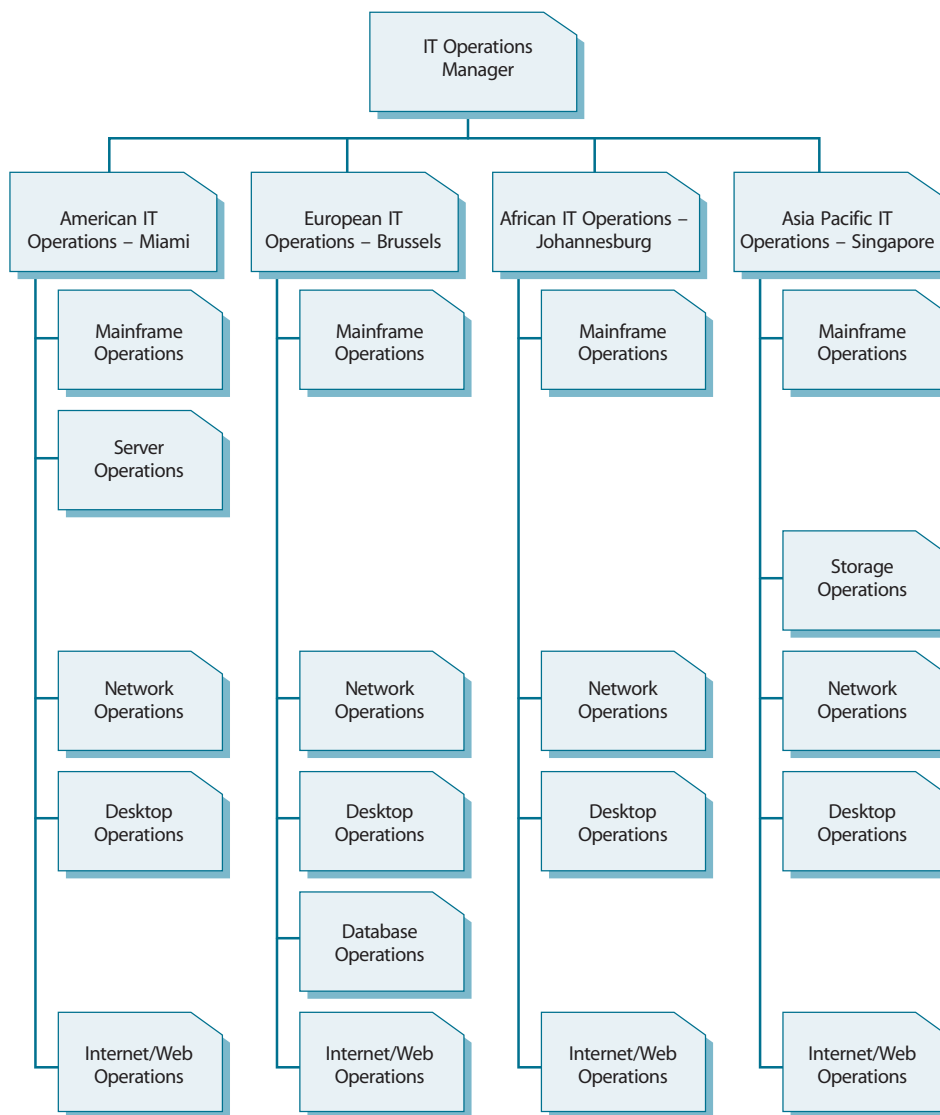 IT Operations
Manager
American IT
Operations – Miami
European IT
Operations – Brussels
African IT Operations –
Johannesburg
Asia Pacific IT
Operations – Singapore
Mainframe
Operations
Mainframe
Operations
Mainframe
Operations
Mainframe
Operations
Server
Operations
Storage
Operations
Network
Operations
Network
Operations
Network
Operations
Network
Operations
Desktop
Operations
Desktop
Operations
Desktop
Operations
Desktop
Operations
Database
Operations
Internet/Web
Operations
Internet/Web
Operations
Internet/Web
Operations
Internet/Web
Operations